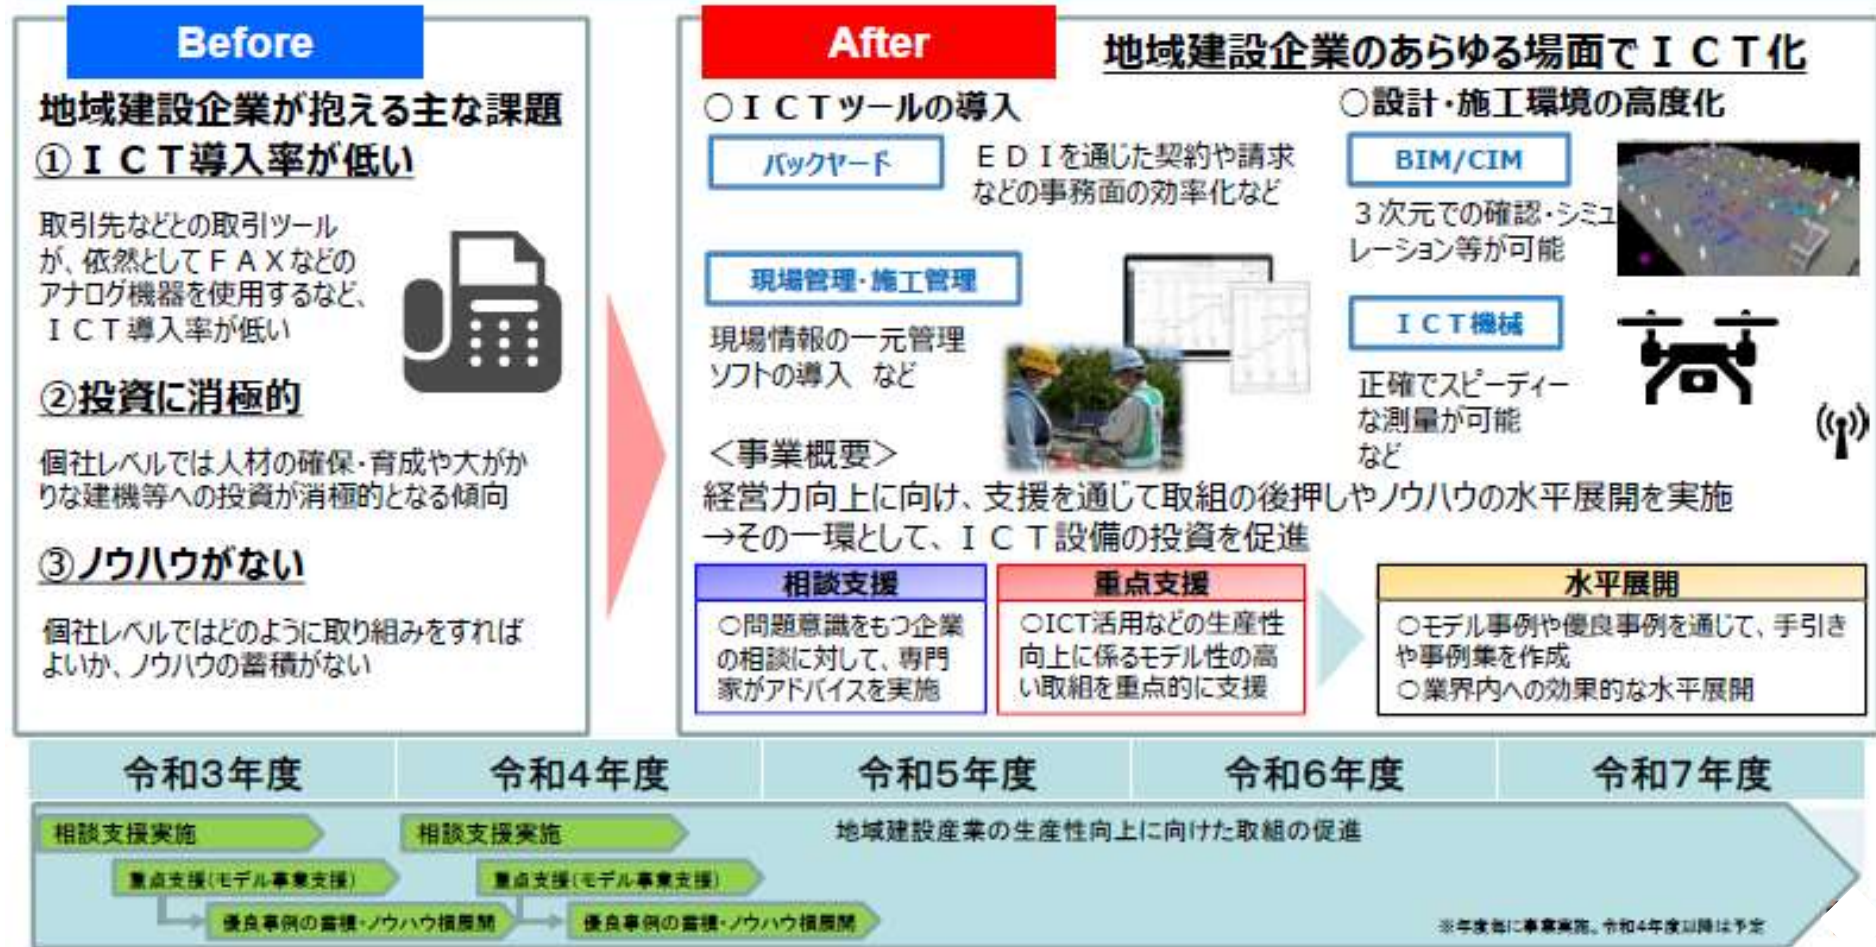 Before
地域建設企業が抱える主な課題
①ＩＣＴ導入率が低い
取引先などとの取引ツール
が、依然としてＦＡＸなどの
アナログ機器を使用するなど、
ＩＣＴ導入率が低い
②投資に消極的
個社レベルでは人材の確保・育成や大がか
りな建機等への投資が消極的となる傾向
③ノウハウがない
個社レベルではどのように取り組みをすれば
よいか、ノウハウの蓄積がない
After
地域建設企業のあらゆる場面でＩＣＴ化
○ＩＣＴツールの導入
バックヤード
ＥＤＩを通じた契約や請求
などの事務面の効率化など
現場管理・施工管理
現場情報の一元管理
ソフトの導入 など
○設計・施工環境の高度化
BIM/CIM
３次元での確認・シミュ
レーション等が可能
ＩＣＴ機械
正確でスピーディー
な測量が可能
など
＜事業概要＞
経営力向上に向け、支援を通じて取組の後押しやノウハウの水平展開を実施
→その一環として、ＩＣＴ設備の投資を促進
相談支援
○問題意識をもつ企業
の相談に対して、専門
家がアドバイスを実施
重点支援
○ICT活用などの生産性
向上に係るモデル性の高
い取組を重点的に支援
水平展開
○モデル事例や優良事例を通じて、手引き
や事例集を作成
○業界内への効果的な水平展開
令和3年度
令和4年度
令和5年度
令和6年度
令和7年度
相談支援実施
相談支援実施
地域建設産業の生産性向上に向けた取組の促進
重点支援(モデル事業支援)
重点支援(モデル事業支援)
優良事例の蓄積・ノウハウ横展開
優良事例の蓄積・ノウハウ横展開
※年度毎に事業実施。令和4年度以降は予定